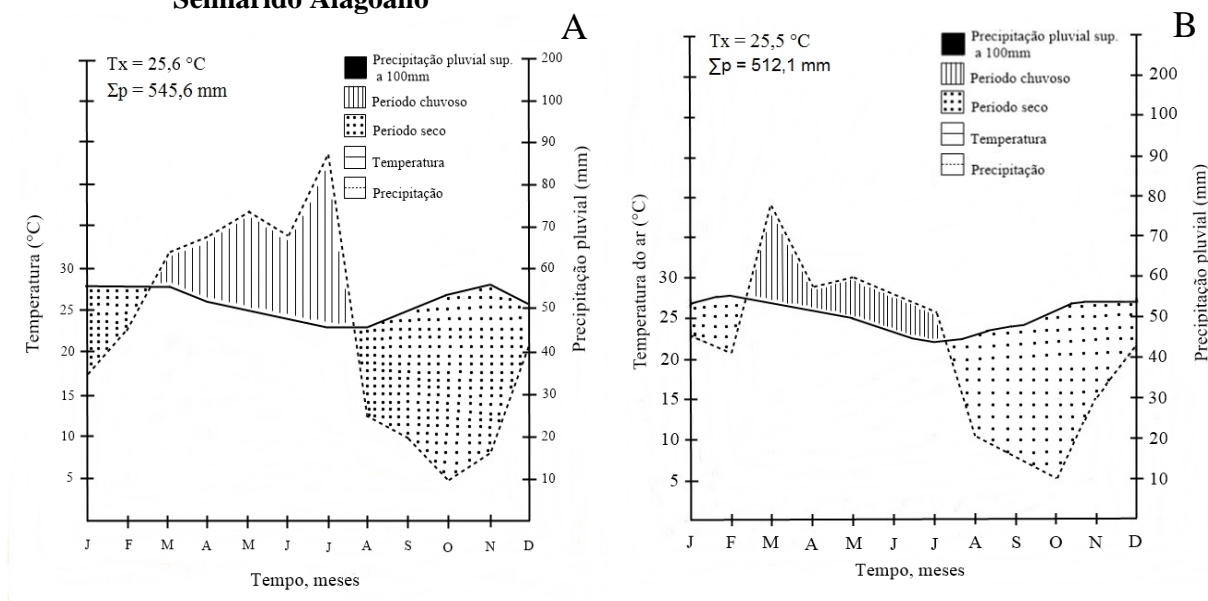 Semiárido Alagoano
A
Tx = 25,6 °C
Σp = 545,6 mm
Precipitação pluvial sup.
a 100mm
Período chuvoso
Período seco
Temperatura
Precipitação
200
100
90
80
70
60
50
40
30
20
10
30
25
20
15
10
5
Temperatura (°C)
Precipitação pluvial (mm)
J F M A M J J A S O N D
Tempo, meses
B
Tx = 25,5 °C
∑p = 512,1 mm
Precipitação pluvial sup.
a 100mm
Período chuvoso
Período seco
Temperatura
Precipitação
200
100
90
80
70
60
50
40
30
20
10
30
25
20
15
10
5
Temperatura do ar (°C)
Precipitação pluvial (mm)
J F M A M J J A S O N D
Tempo, meses